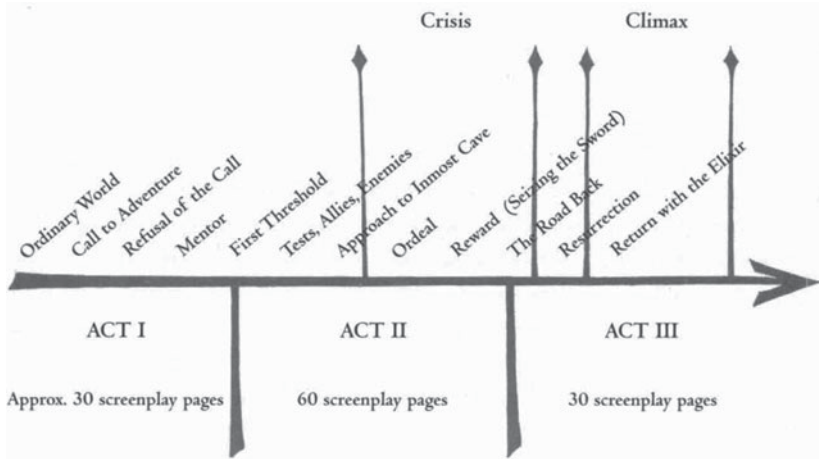 Crisis
Climax
Ordinary World
Call to Adventure
Refusal of the Call
Mentor
First Threshold
Tests, Allies, Enemies
Approach to Inmost Cave
Ordeal
Reward (Seizing the Sword)
The Road Back
Resurrection
Return with the Elixir
ACT I
ACT II
ACT III
Approx. 30 screenplay pages
60 screenplay pages
30 screenplay pages